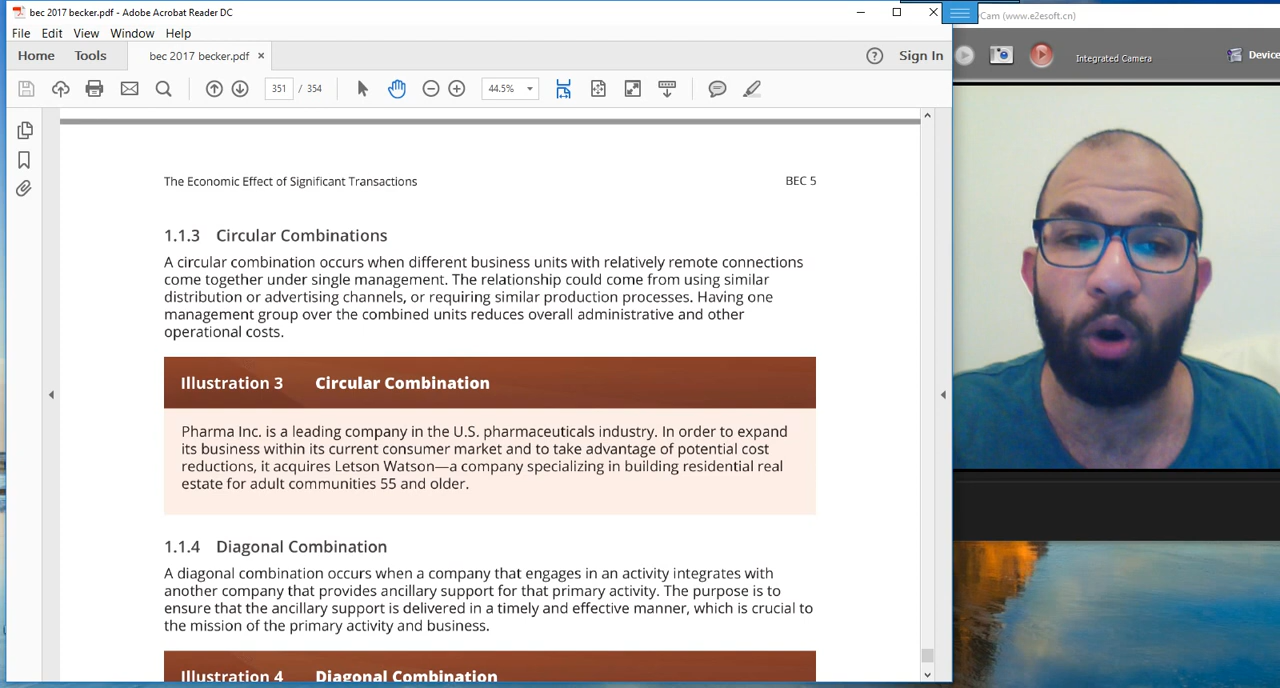 bec 2017 becker.pdf - Adobe Acrobat Reader DC
Cam (www.e2esoft.cn)
File Edit View Window Help
Home Tools bec 2017 becker.pdf × Sign In
Integrated Camera Device
351 / 354 44.5%
The Economic Effect of Significant Transactions BEC 5
1.1.3 Circular Combinations
A circular combination occurs when different business units with relatively remote connections
come together under single management. The relationship could come from using similar
distribution or advertising channels, or requiring similar production processes. Having one
management group over the combined units reduces overall administrative and other
operational costs.
Illustration 3 Circular Combination
Pharma Inc. is a leading company in the U.S. pharmaceuticals industry. In order to expand
its business within its current consumer market and to take advantage of potential cost
reductions, it acquires Letson Watson—a company specializing in building residential real
estate for adult communities 55 and older.
1.1.4 Diagonal Combination
A diagonal combination occurs when a company that engages in an activity integrates with
another company that provides ancillary support for that primary activity. The purpose is to
ensure that the ancillary support is delivered in a timely and effective manner, which is crucial to
the mission of the primary activity and business.
Illustration 4 Diagonal Combination